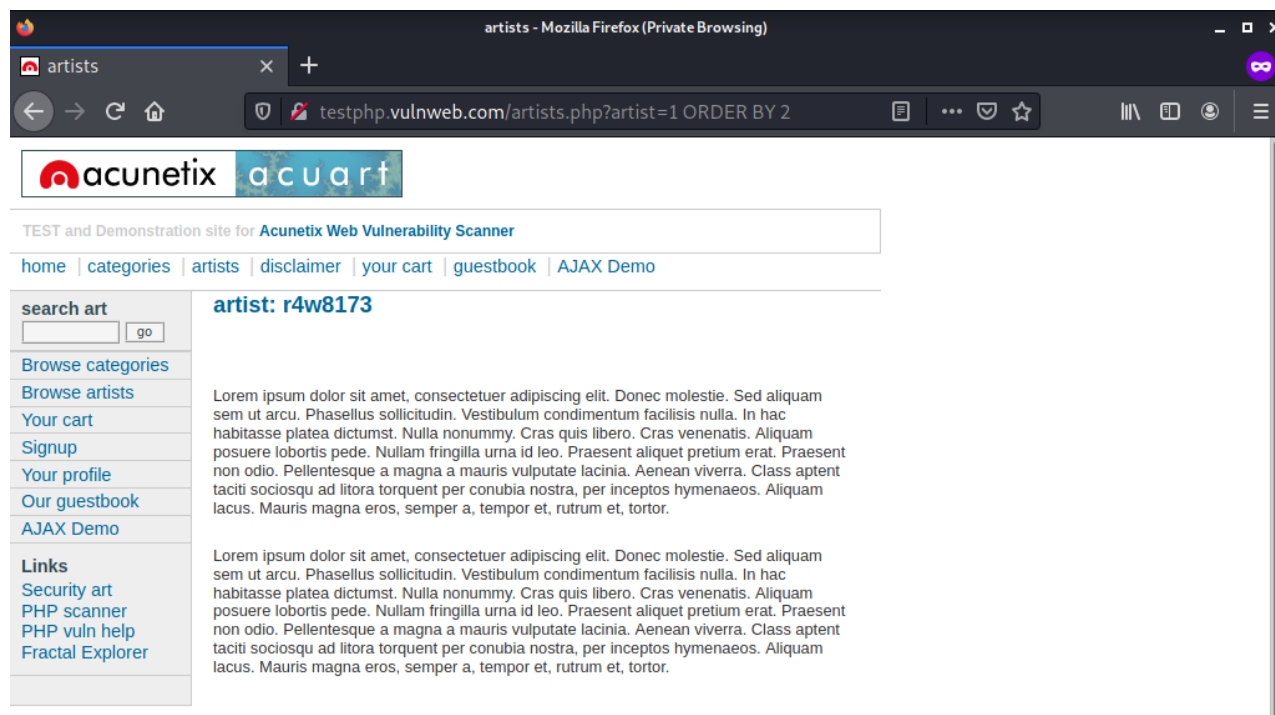 artists - Mozilla Firefox (Private Browsing)
artists
testphp.vulnweb.com/artists.php?artist=1 ORDER BY 2
acunetix acuart
TEST and Demonstration site for Acunetix Web Vulnerability Scanner
home | categories | artists | disclaimer | your cart | guestbook | AJAX Demo
search art
go
Browse categories
Browse artists
Your cart
Signup
Your profile
Our guestbook
AJAX Demo
Links
Security art
PHP scanner
PHP vuln help
Fractal Explorer
artist: r4w8173
Lorem ipsum dolor sit amet, consectetuer adipiscing elit. Donec molestie. Sed aliquam
sem ut arcu. Phasellus sollicitudin. Vestibulum condimentum facilisis nulla. In hac
habitasse platea dictumst. Nulla nonummy. Cras quis libero. Cras venenatis. Aliquam
posuere lobortis pede. Nullam fringilla urna id leo. Praesent aliquet pretium erat. Praesent
non odio. Pellentesque a magna a mauris vulputate lacinia. Aenean viverra. Class aptent
taciti sociosqu ad litora torquent per conubia nostra, per inceptos hymenaeos. Aliquam
lacus. Mauris magna eros, semper a, tempor et, rutrum et, tortor.
Lorem ipsum dolor sit amet, consectetuer adipiscing elit. Donec molestie. Sed aliquam
sem ut arcu. Phasellus sollicitudin. Vestibulum condimentum facilisis nulla. In hac
habitasse platea dictumst. Nulla nonummy. Cras quis libero. Cras venenatis. Aliquam
posuere lobortis pede. Nullam fringilla urna id leo. Praesent aliquet pretium erat. Praesent
non odio. Pellentesque a magna a mauris vulputate lacinia. Aenean viverra. Class aptent
taciti sociosqu ad litora torquent per conubia nostra, per inceptos hymenaeos. Aliquam
lacus. Mauris magna eros, semper a, tempor et, rutrum et, tortor.